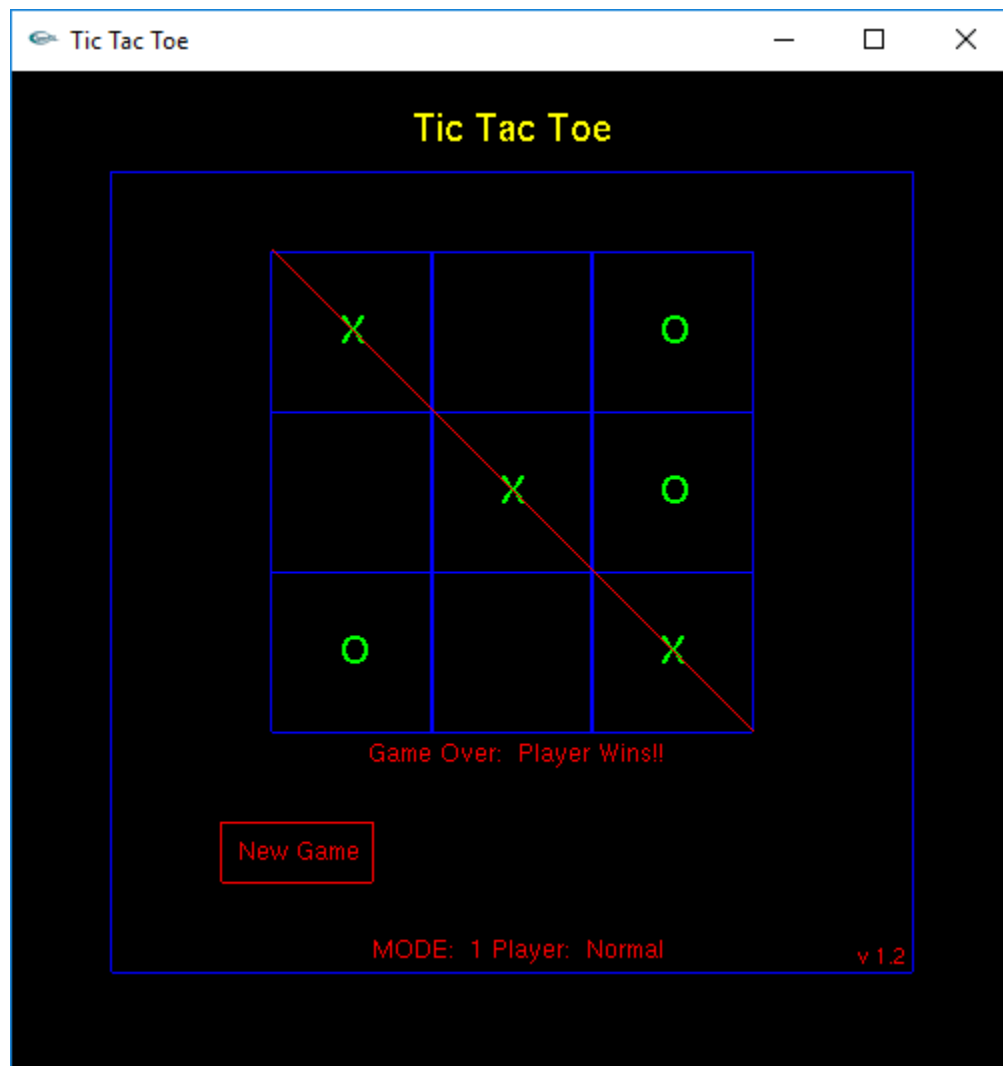 Tic Tac Toe
Tic Tac Toe
X O
X O
O X
Game Over: Player Wins!!
New Game
MODE: 1 Player: Normal
v 1.2